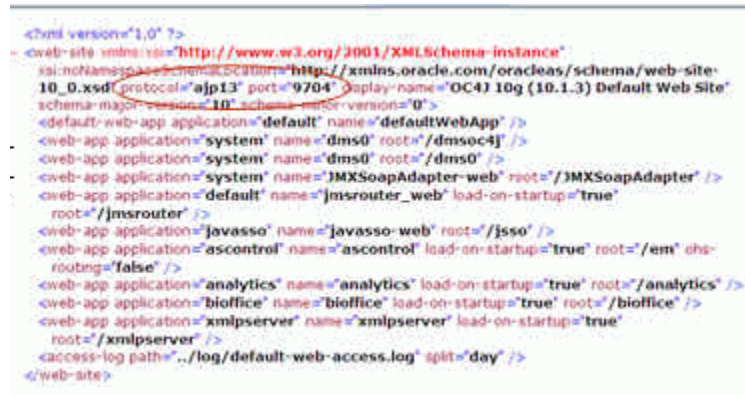 <?xml version="1.0" ?>
<web-site xmlns:xsi="http://www.w3.org/2001/XMLSchema-instance"
xsi:noNamespaceSchemaLocation="http://xmlns.oracle.com/oracleas/schema/web-site-
10_0.xsd" protocol="ajp13" port="9704" display-name="OC4J 10g (10.1.3) Default Web Site"
schema-major-version="10" schema-minor-version="0">
<default-web-app application="default" name="defaultWebApp" />
<web-app application="system" name="dms0" root="/dmsoc4j" />
<web-app application="system" name="dms0" root="/dms0" />
<web-app application="system" name="JMXSoapAdapter-web" root="/JMXSoapAdapter" />
<web-app application="default" name="jmsrouter_web" load-on-startup="true"
root="/jmsrouter" />
<web-app application="javasso" name="javasso-web" root="/jsso" />
<web-app application="ascontrol" name="ascontrol" load-on-startup="true" root="/em" ohs-
routing="false" />
<web-app application="analytics" name="analytics" load-on-startup="true" root="/analytics" />
<web-app application="bioffice" name="bioffice" load-on-startup="true" root="/bioffice" />
<web-app application="xmlpserver" name="xmlpserver" load-on-startup="true"
root="/xmlpserver" />
<access-log path="../log/default-web-access.log" split="day" />
</web-site>